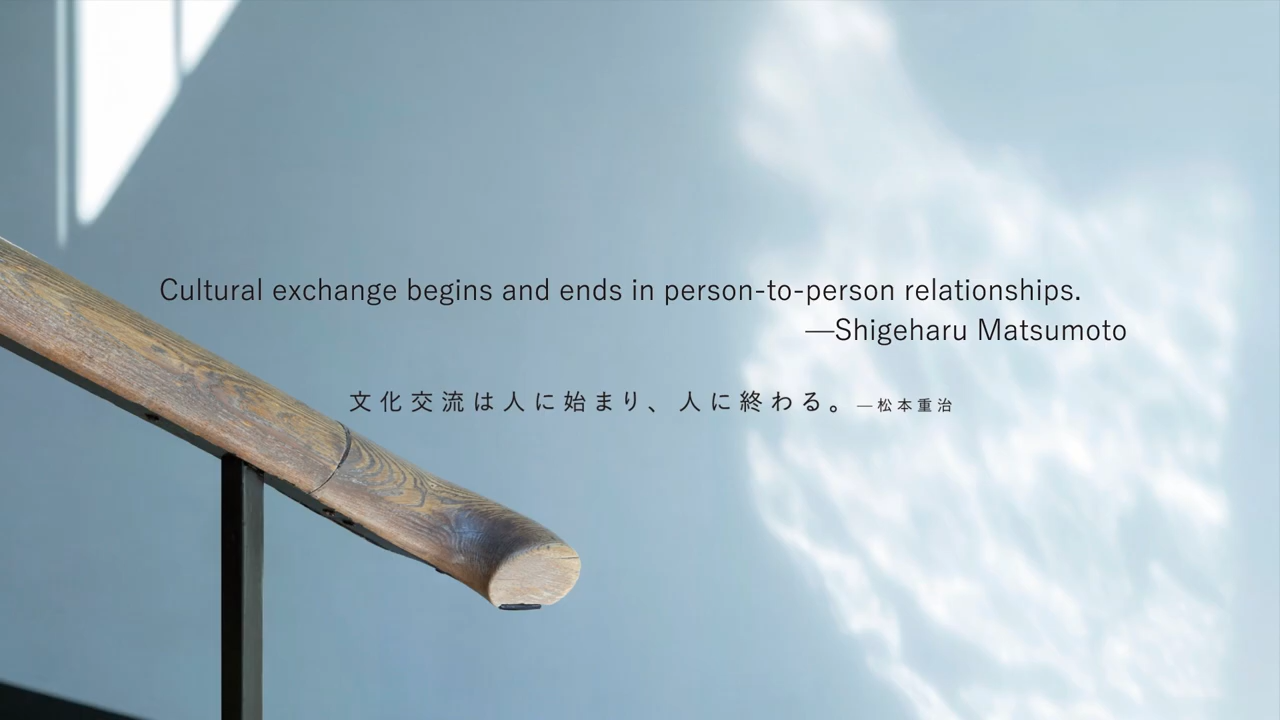 Cultural exchange begins and ends in person-to-person relationships.
—Shigeharu Matsumoto
文化交流は人に始まり、人に終わる。—松本重治